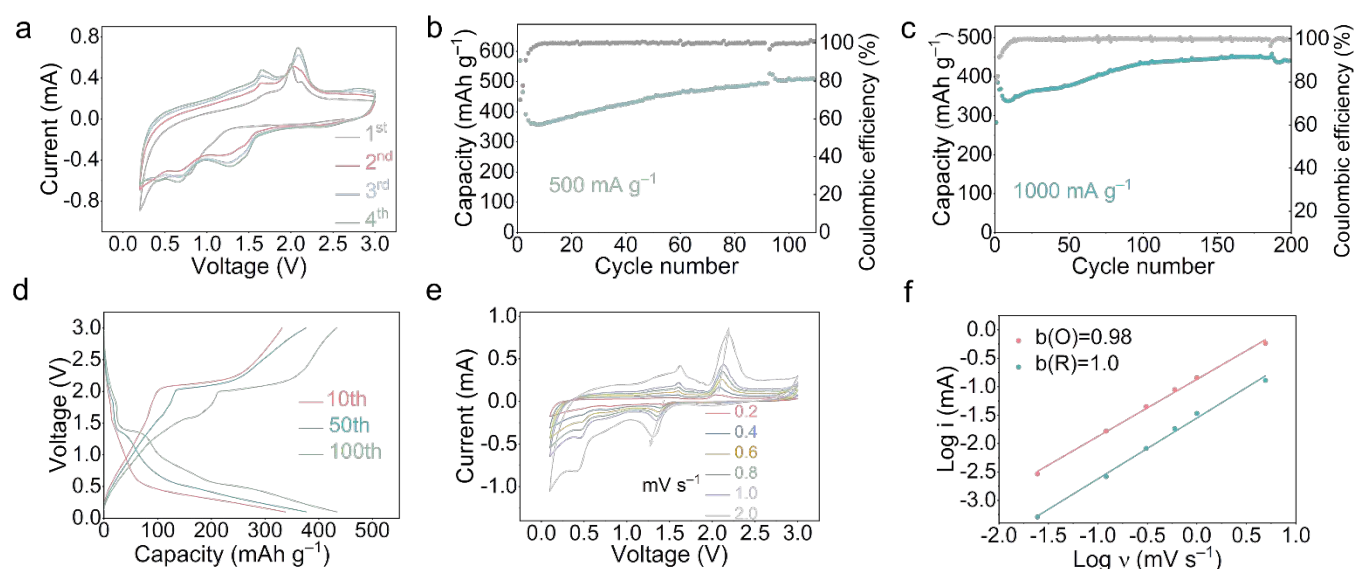 a
Current (mA)
0.8
0.4
0.0
-0.4
-0.8
1st
2nd
3rd
4th
0.0 0.5 1.0 1.5 2.0 2.5 3.0
Voltage (V)
b
Capacity (mAh g⁻¹)
600
500
400
300
200
100
0
500 mA g⁻¹
100
80
60
40
20
0
Coulombic efficiency (%)
0 20 40 60 80 100
Cycle number
c
Capacity (mAh g⁻¹)
500
400
300
200
100
0
1000 mA g⁻¹
100
80
60
40
20
Coulombic efficiency (%)
0 50 100 150 200
Cycle number
d
Voltage (V)
3.0
2.5
2.0
1.5
1.0
0.5
0.0
10th
50th
100th
0 100 200 300 400 500
Capacity (mAh g⁻¹)
e
Current (mA)
1.0
0.5
0.0
-0.5
-1.0
0.2
0.4
0.6
0.8
1.0
2.0
mV s⁻¹
0.0 0.5 1.0 1.5 2.0 2.5 3.0
Voltage (V)
f
Log i (mA)
0.0
-0.5
-1.0
-1.5
-2.0
-2.5
-3.0
b(O)=0.98
b(R)=1.0
-2.0 -1.5 -1.0 -0.5 0.0 0.5 1.0
Log ν (mV s⁻¹)